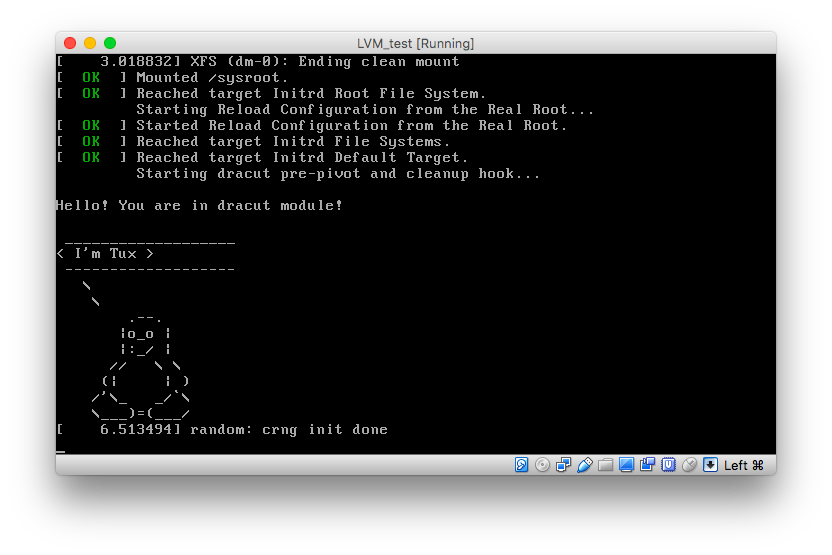 LVM_test [Running]
[    3.018832] XFS (dm-0): Ending clean mount
[  OK  ] Mounted /sysroot.
[  OK  ] Reached target Initrd Root File System.
         Starting Reload Configuration from the Real Root...
[  OK  ] Started Reload Configuration from the Real Root.
[  OK  ] Reached target Initrd File Systems.
[  OK  ] Reached target Initrd Default Target.
         Starting dracut pre-pivot and cleanup hook...
Hello! You are in dracut module!
 ___________________
< I'm Tux >
 -------------------
   \
    \
        .--.
       |o_o |
       |:_/ |
      //   \ \
     (|     | )
    /'\_   _/`\
    \___)=(___/
[    6.513494] random: crng init done
_
Left ⌘